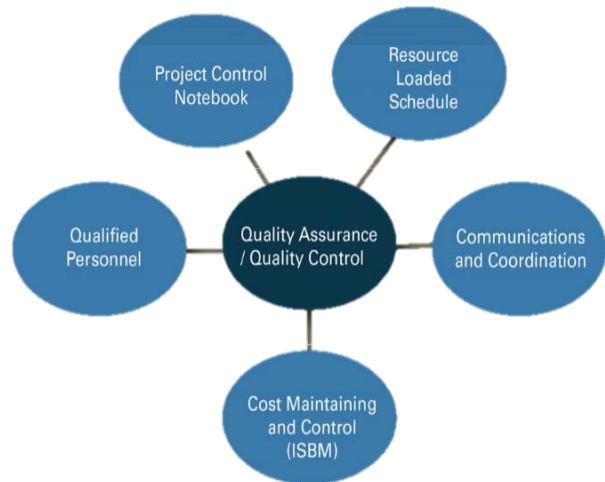 Project Control
Notebook
Resource
Loaded
Schedule
Qualified
Personnel
Quality Assurance
/ Quality Control
Communications
and Coordination
Cost Maintaining
and Control
(ISBM)